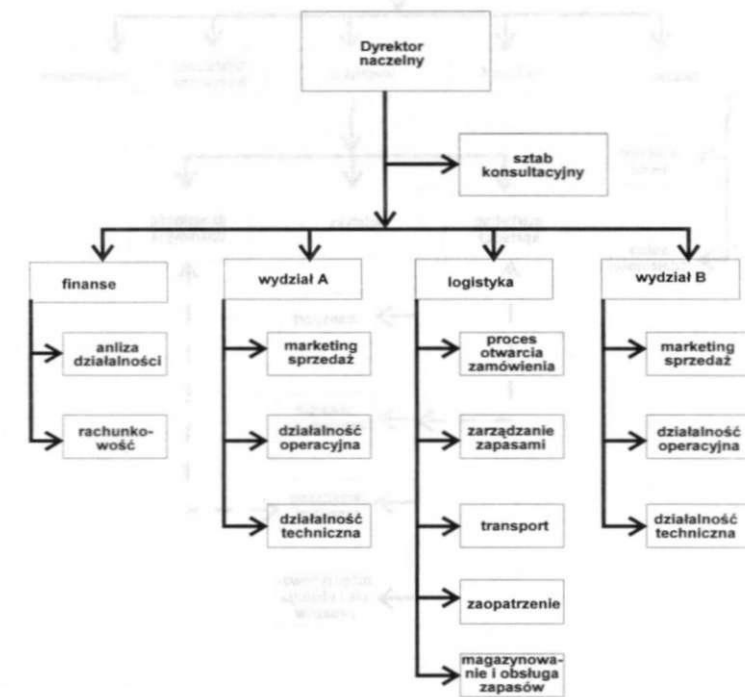 Dyrektor
naczelny
sztab
konsultacyjny
finanse
anliza
działalności
rachunko-
wość
wydział A
marketing
sprzedaż
działalność
operacyjna
działalność
techniczna
logistyka
proces
otwarcia
zamówienia
zarządzanie
zapasami
transport
zaopatrzenie
magazynowa-
nie i obsługa
zapasów
wydział B
marketing
sprzedaż
działalność
operacyjna
działalność
techniczna